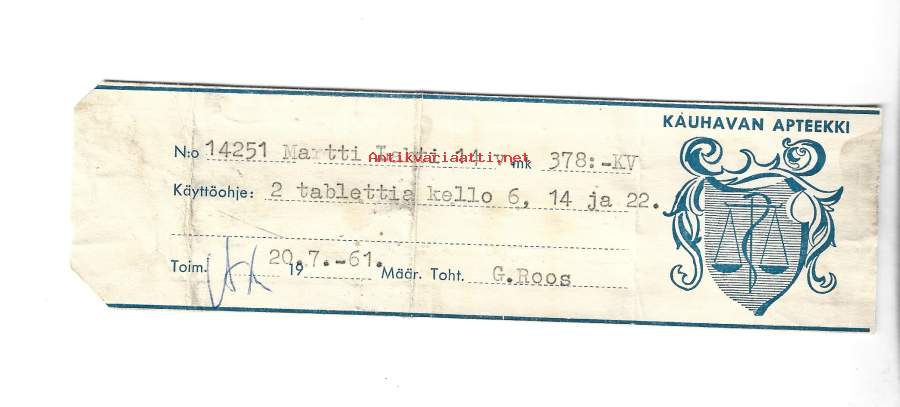 KAUHAVAN APTEEKKI
N:o 14251 Martti 14 mk 378:-KV
Antikvariaatti.net
Käyttöohje: 2 tablettia kello 6, 14 ja 22.
Toim. 20.7. 19 -61. Määr. Toht. G.Roos